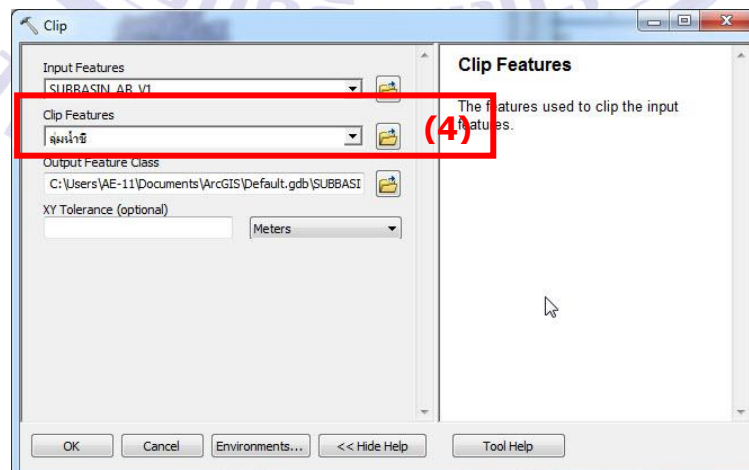 Clip
Input Features
SUBBASIN_AB_V1
Clip Features
ลุ่มน้ำชี
(4)
Output Feature Class
C:\Users\AE-11\Documents\ArcGIS\Default.gdb\SUBBASI
XY Tolerance (optional)
Meters
OK
Cancel
Environments...
<< Hide Help
Clip Features
The features used to clip the input
features.
Tool Help